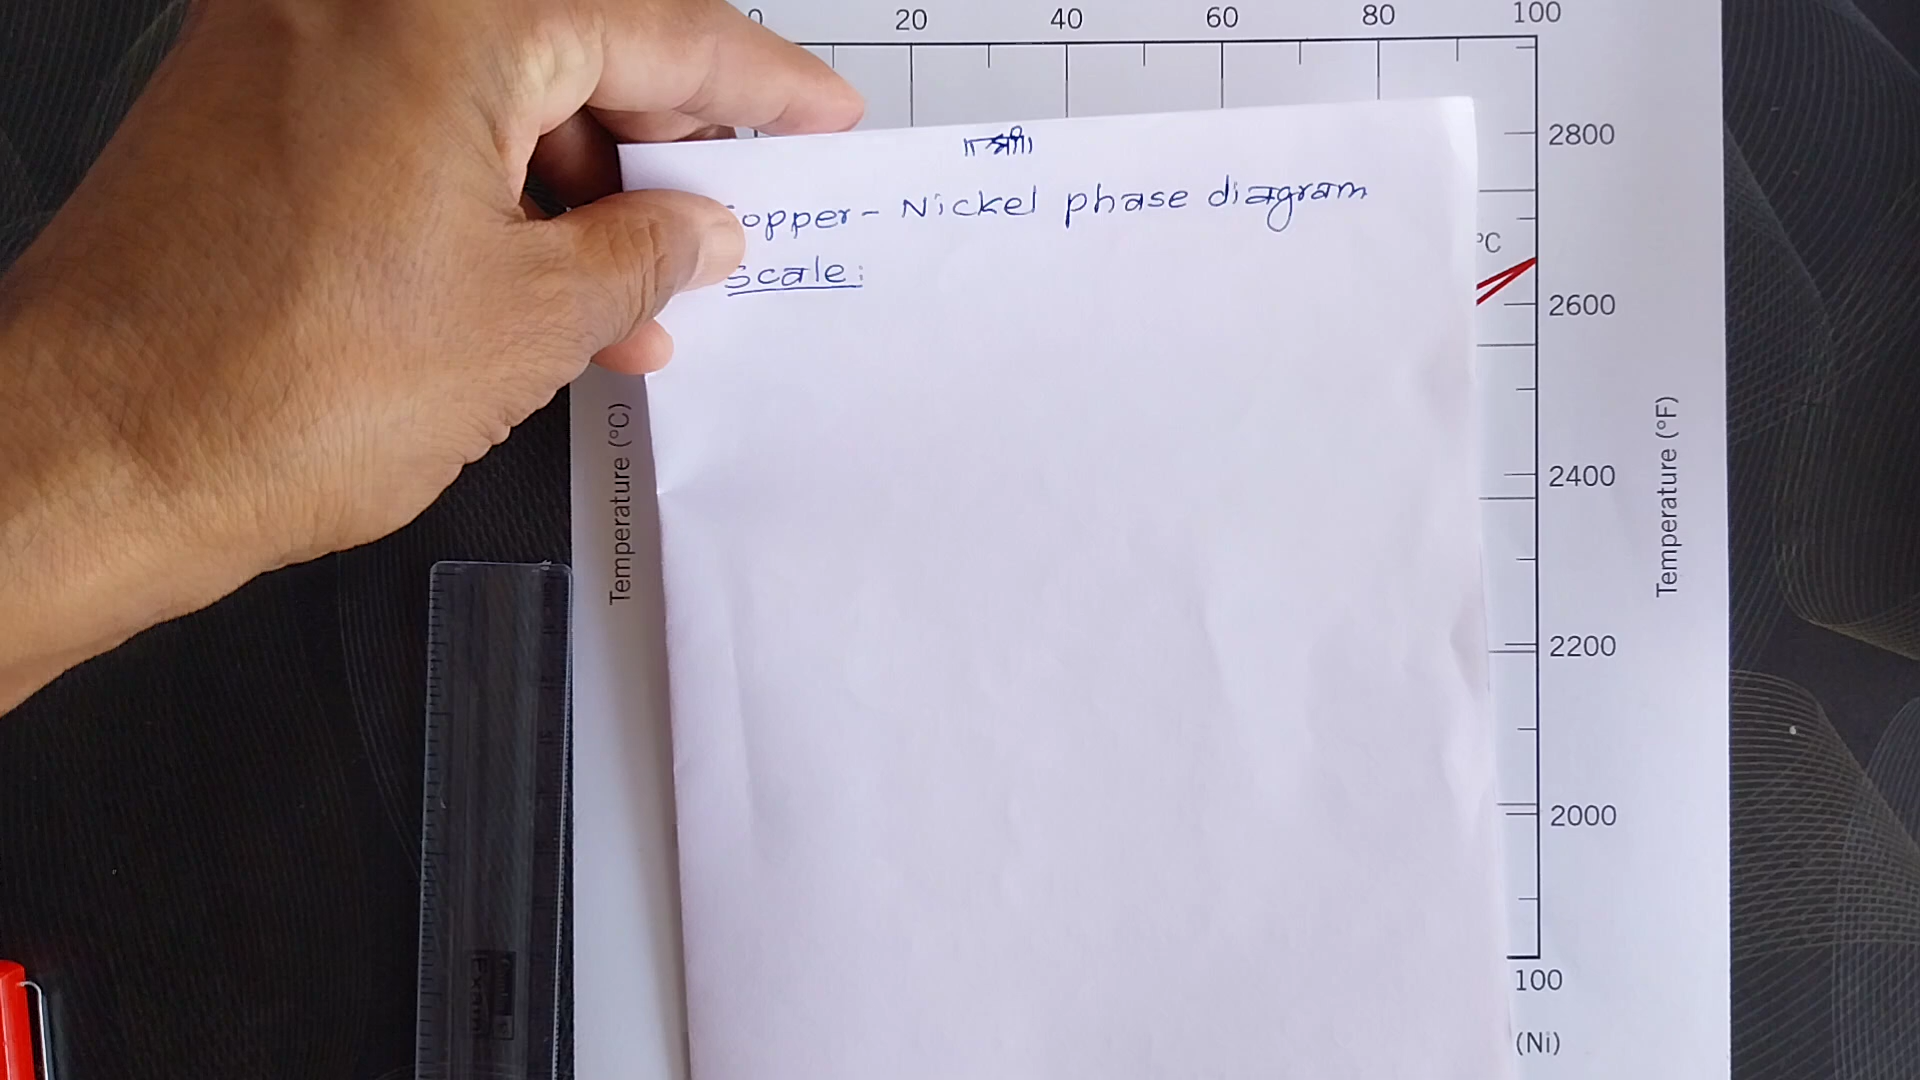 0 20 40 60 80 100
॥श्री॥
opper - Nickel phase diagram
Scale:
2800
°C
2600
Temperature (°C)
2400
Temperature (°F)
2200
2000
100
(Ni)